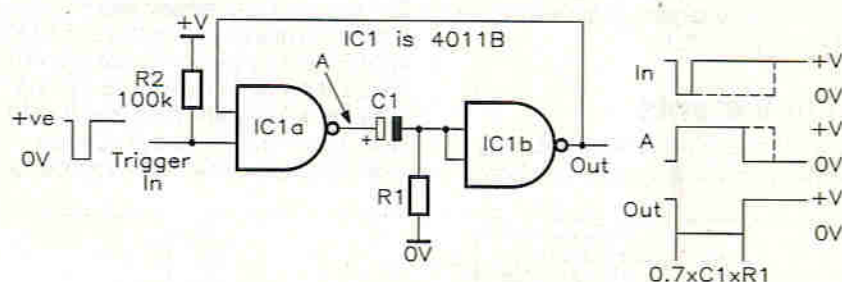 +V
IC1 is 4011B
R2
100k
A
C1
+
+ve
0V
Trigger
In
IC1a
IC1b
Out
R1
0V
In
+V
0V
A
+V
0V
Out
+V
0V
0.7xC1xR1